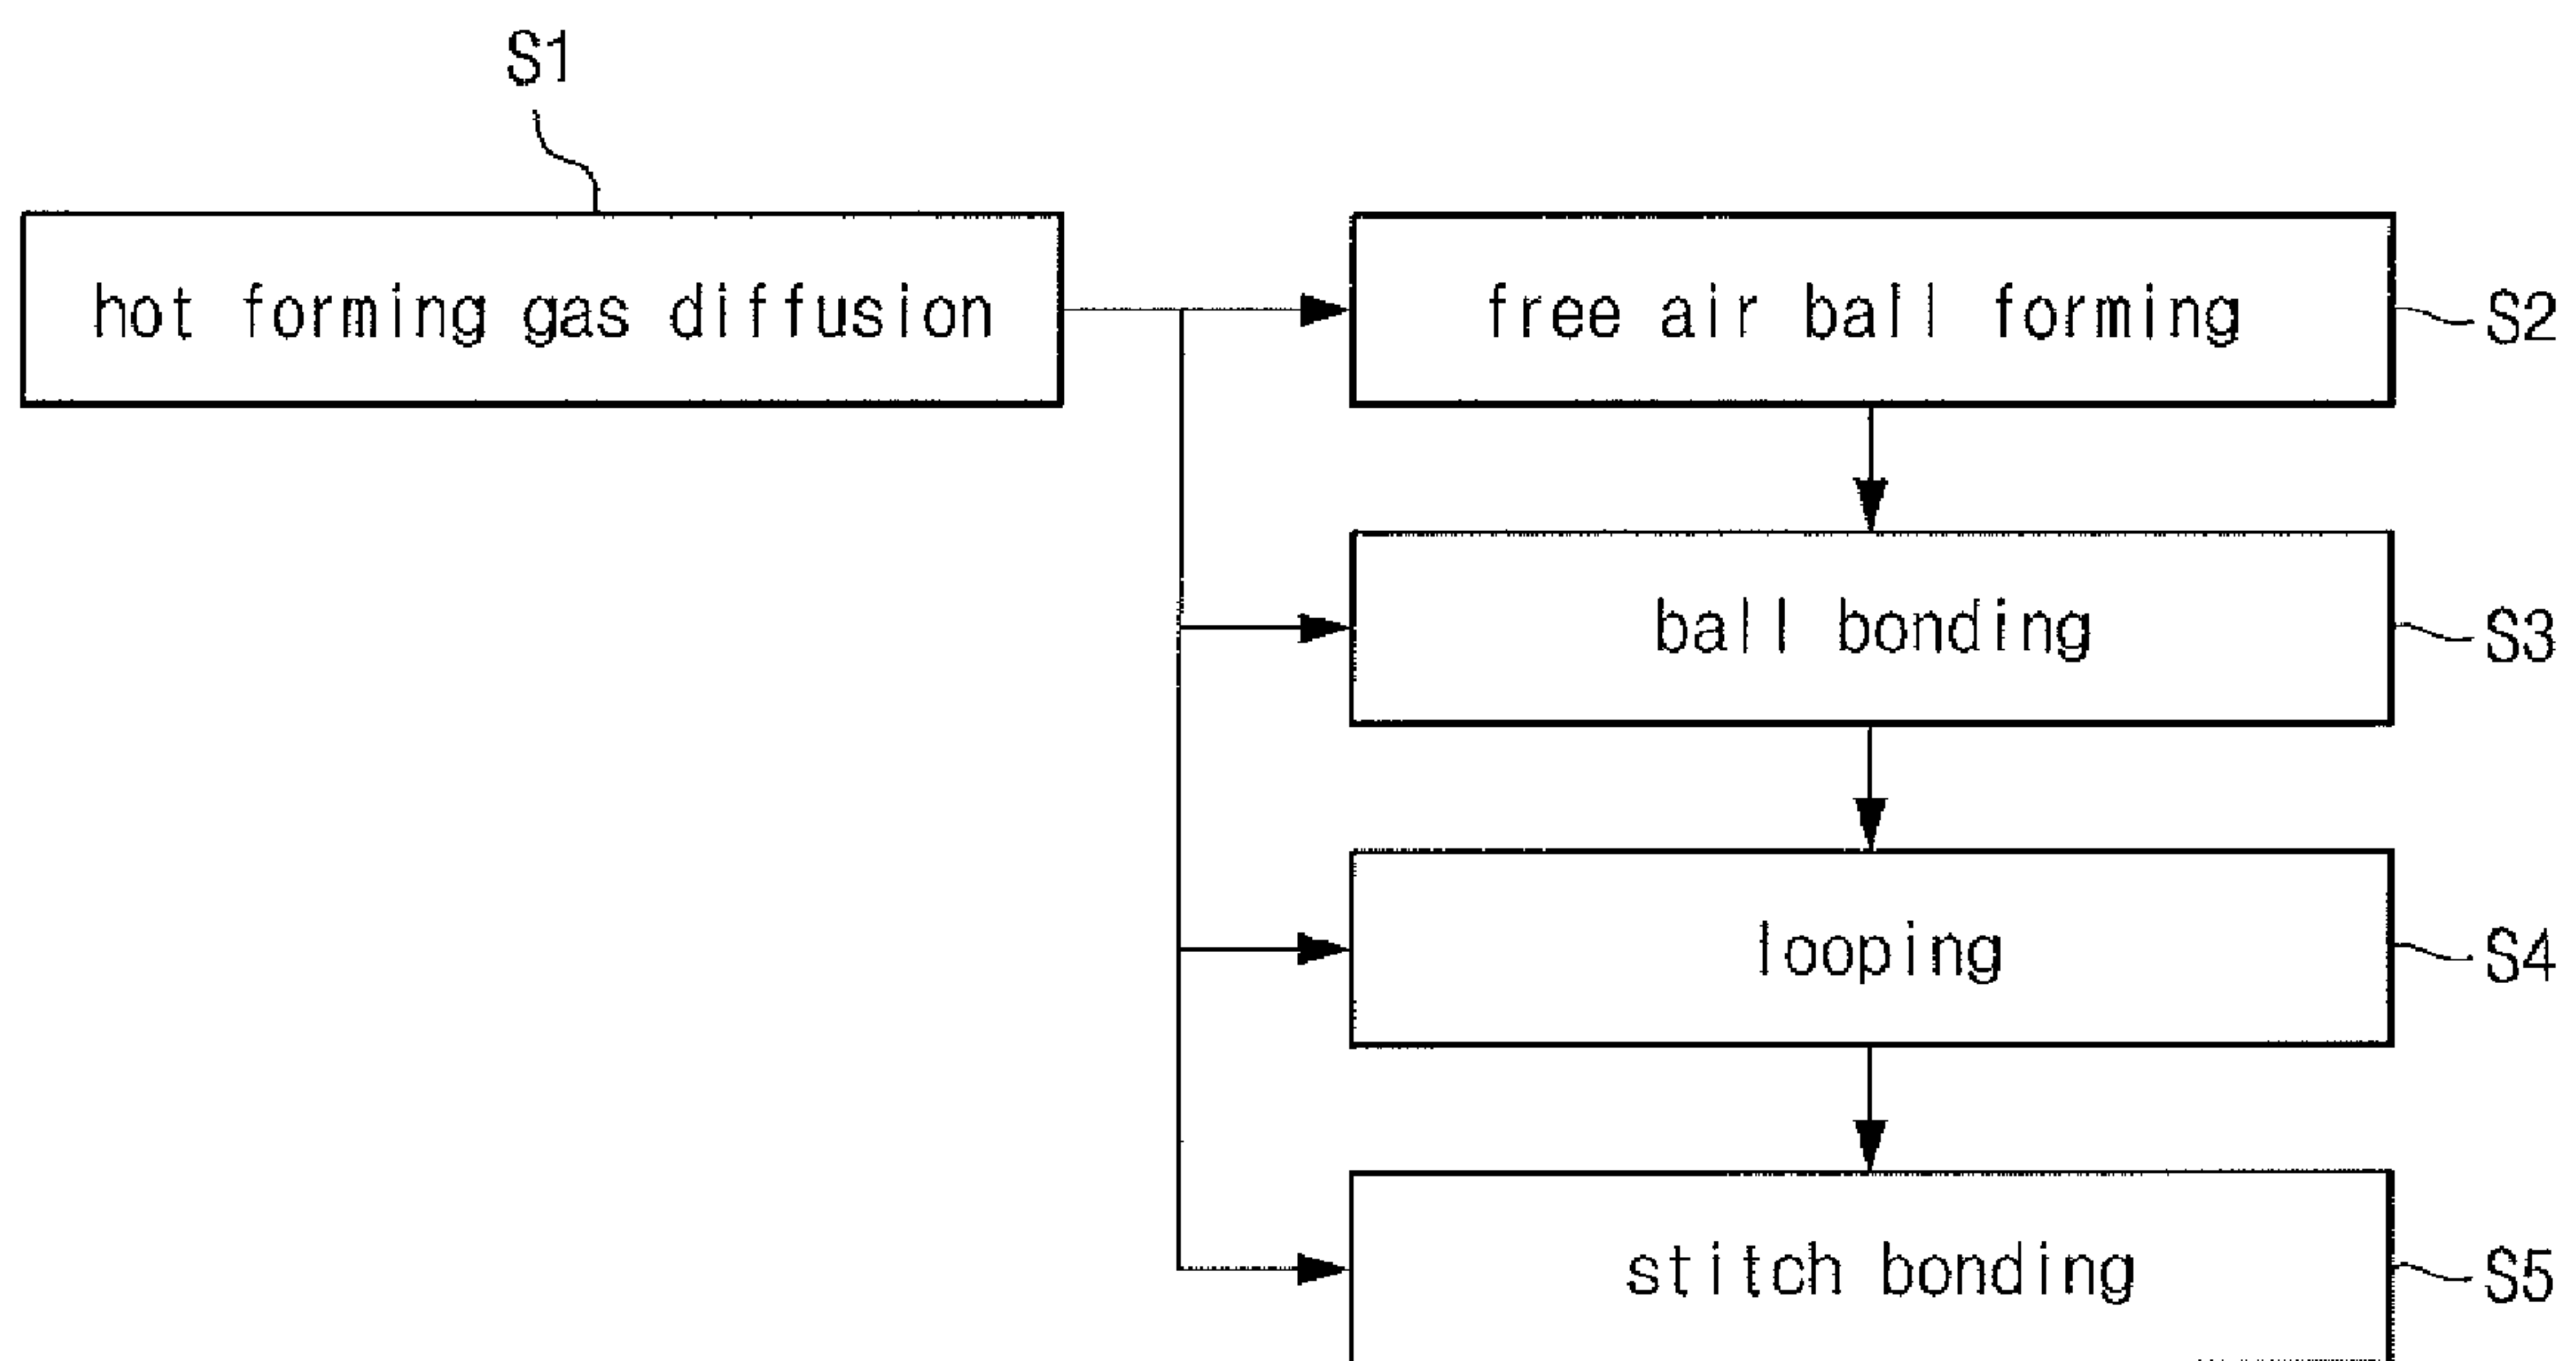 S1
hot forming gas diffusion
free air ball forming
S2
ball bonding
S3
looping
S4
stitch bonding
S5